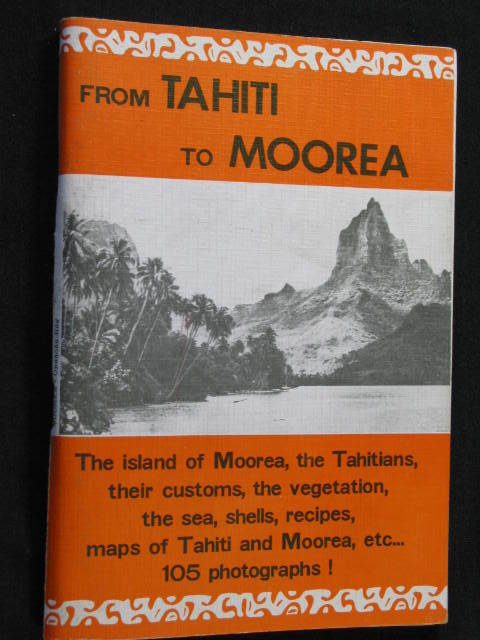 FROM TAHITI
TO MOOREA
The island of Moorea, the Tahitians,
their customs, the vegetation,
the sea, shells, recipes,
maps of Tahiti and Moorea, etc...
105 photographs !